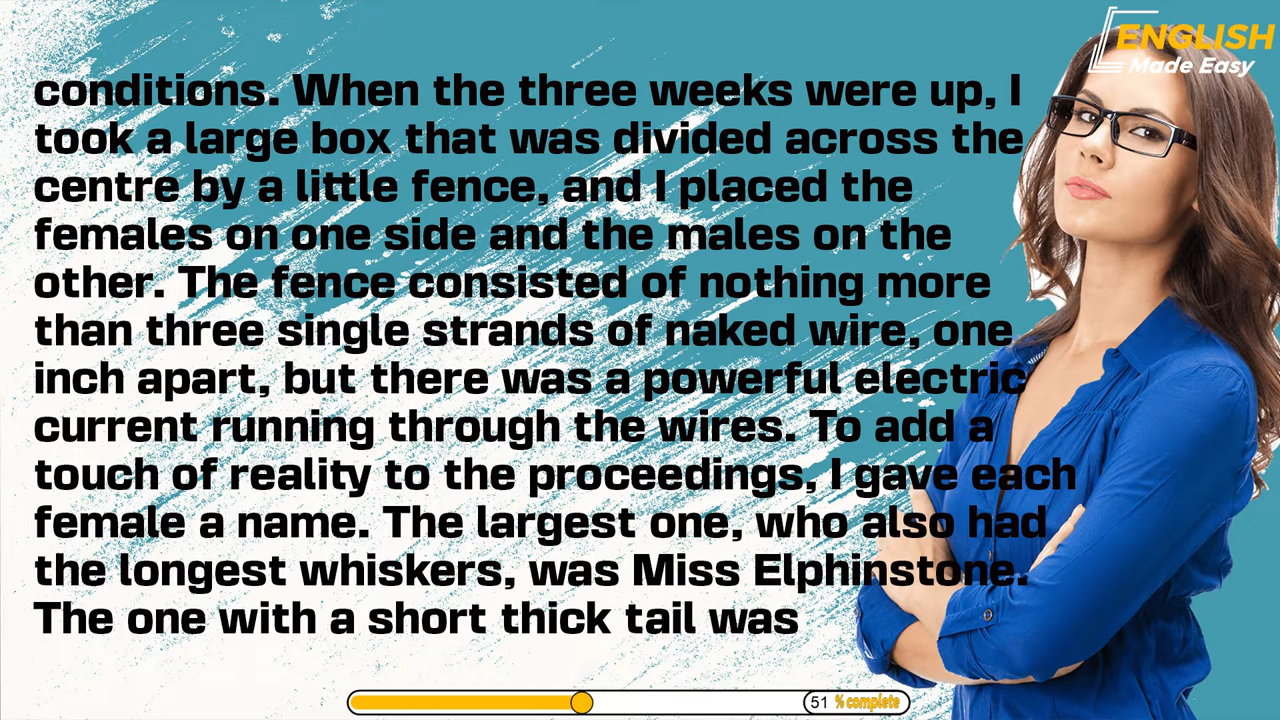 ENGLISH
Made Easy
conditions. When the three weeks were up, I
took a large box that was divided across the
centre by a little fence, and I placed the
females on one side and the males on the
other. The fence consisted of nothing more
than three single strands of naked wire, one
inch apart, but there was a powerful electric
current running through the wires. To add a
touch of reality to the proceedings, I gave each
female a name. The largest one, who also had
the longest whiskers, was Miss Elphinstone.
The one with a short thick tail was
51 % complete